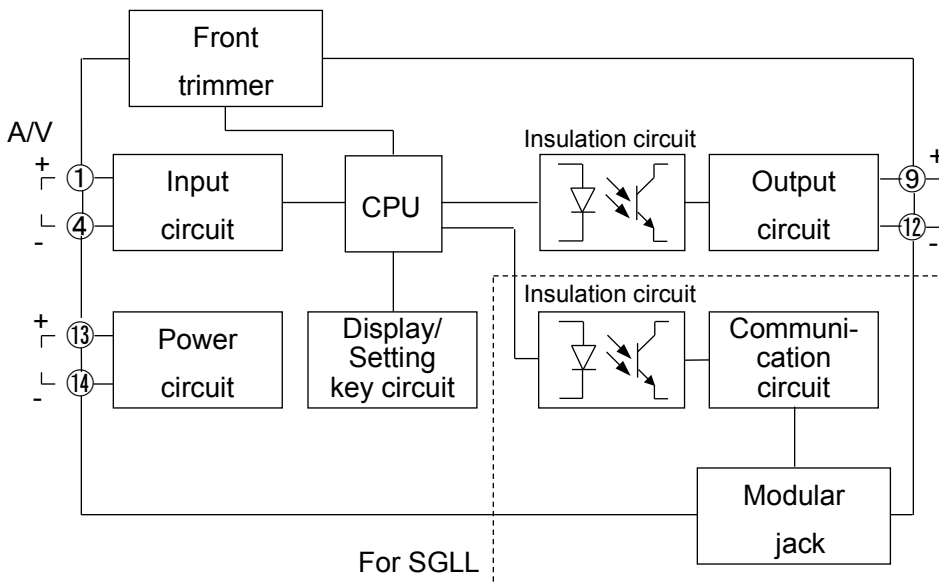 Front
trimmer
A/V
+
①
-
④
Input
circuit
CPU
Insulation circuit
Output
circuit
⑨
+
⑫
-
+
⑬
-
⑭
Power
circuit
Display/
Setting
key circuit
Insulation circuit
Communi-
cation
circuit
Modular
jack
For SGLL